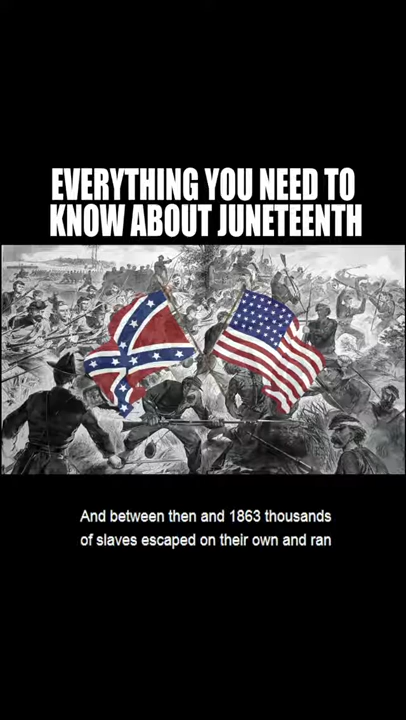 EVERYTHING YOU NEED TO
KNOW ABOUT JUNETEENTH
And between then and 1863 thousands
of slaves escaped on their own and ran